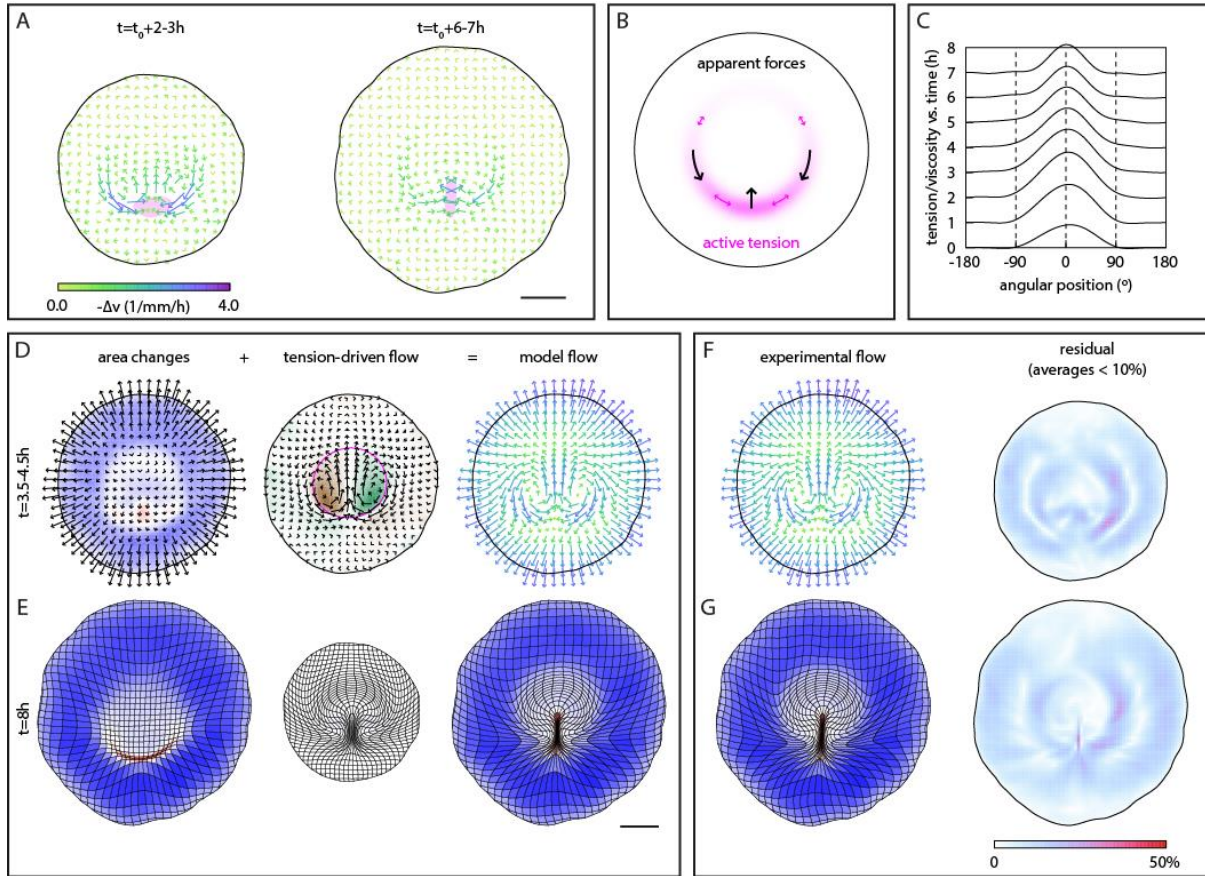 A
t=t₀+2-3h
t=t₀+6-7h
0.0
-Δv (1/mm/h)
4.0
B
apparent forces
active tension
C
tension/viscosity vs. time (h)
8
7
6
5
4
3
2
1
0
-180
-90
0
90
180
angular position (º)
D
area changes
+
tension-driven flow
=
model flow
t=3.5-4.5h
E
t=8h
F
experimental flow
residual
(averages < 10%)
G
0
50%